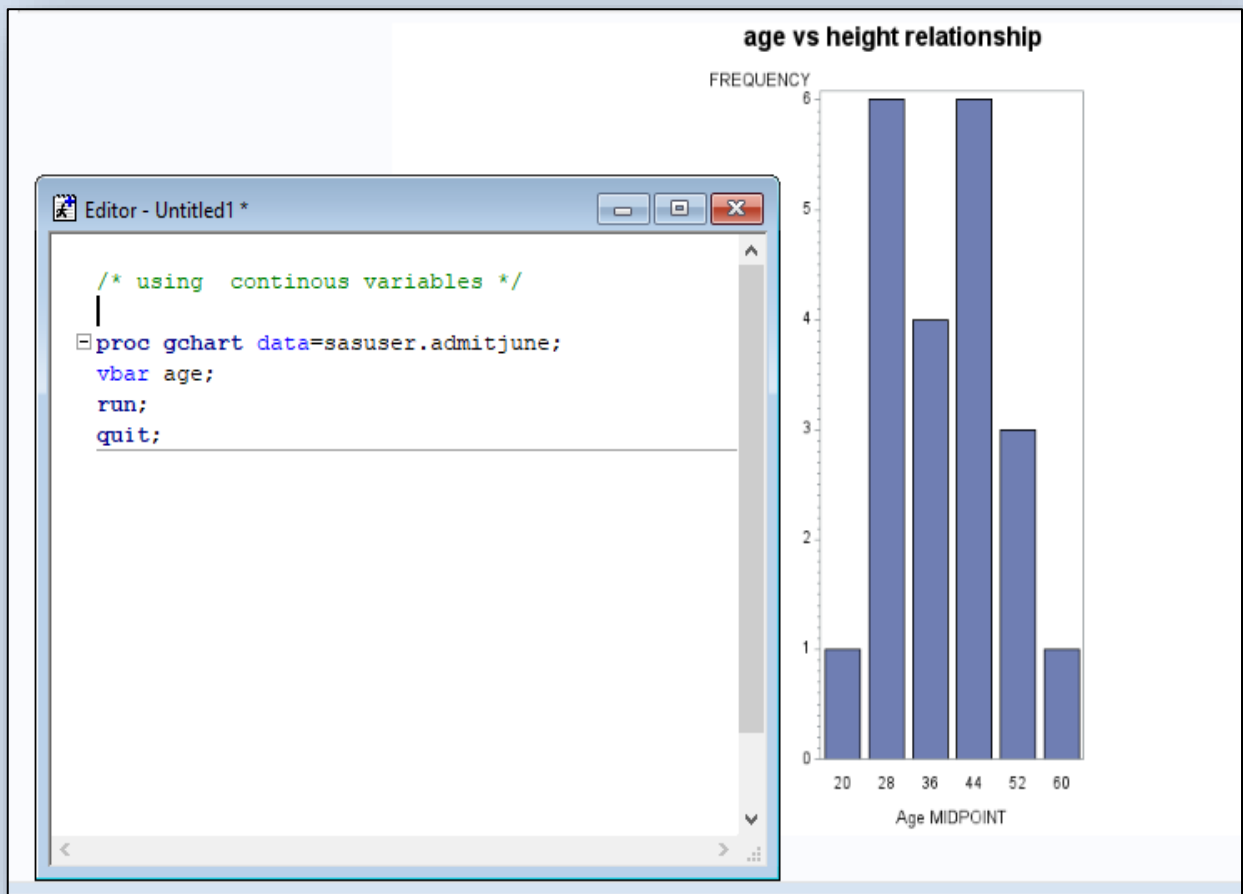 age vs height relationship
FREQUENCY
6
5
4
3
2
1
0
20 28 36 44 52 60
Age MIDPOINT
Editor - Untitled1 *
/* using  continous variables */
proc gchart data=sasuser.admitjune;
vbar age;
run;
quit;